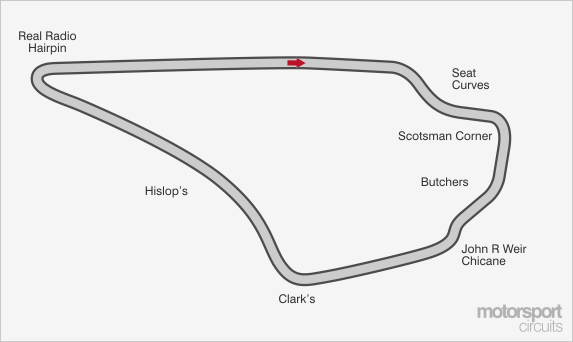 Real Radio
Hairpin
Seat
Curves
Scotsman Corner
Butchers
Hislop's
John R Weir
Chicane
Clark's
motorsport
circuits